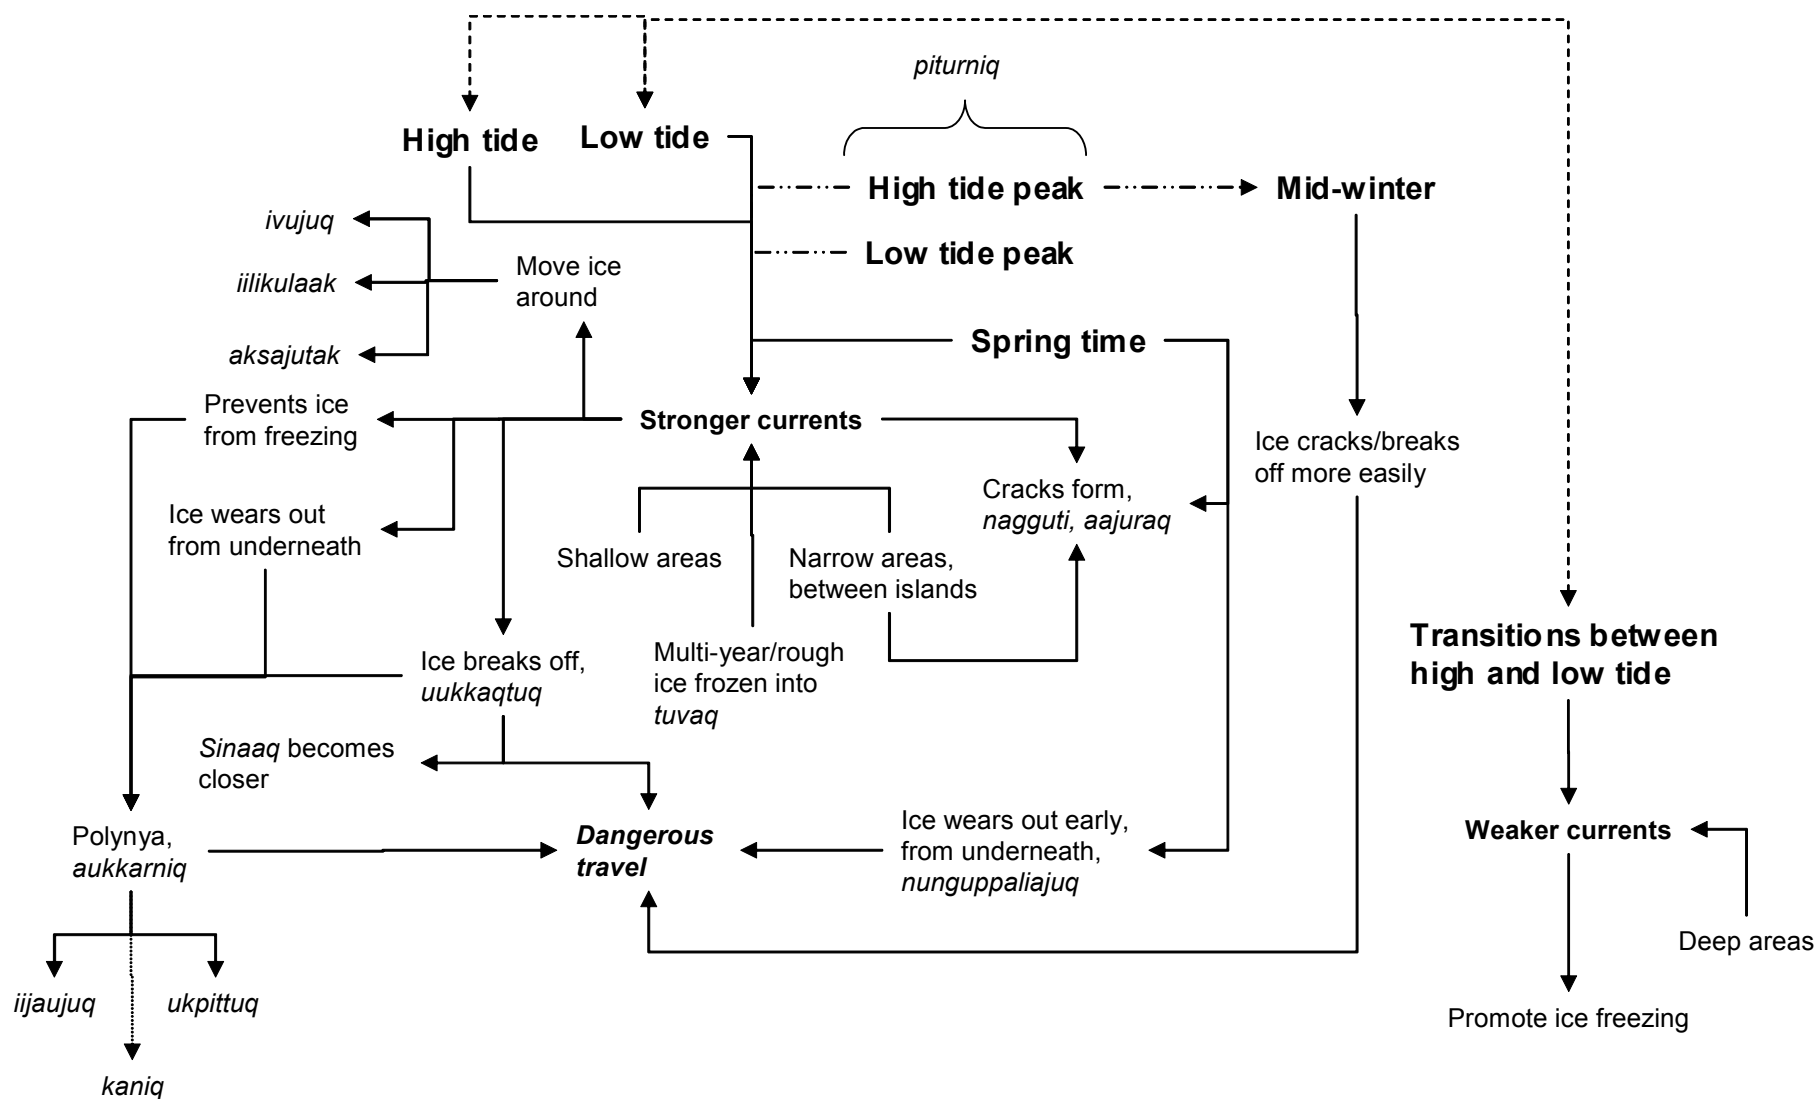 piturniq
High tide
Low tide
High tide peak
Mid-winter
ivujuq
Low tide peak
Move ice
around
iilikulaak
aksajutak
Spring time
Prevents ice
from freezing
Stronger currents
Ice cracks/breaks
off more easily
Cracks form,
nagguti, aajuraq
Ice wears out
from underneath
Shallow areas
Narrow areas,
between islands
Transitions between
high and low tide
Ice breaks off,
uukkaqtuq
Multi-year/rough
ice frozen into
tuvaq
Sinaaq becomes
closer
Polynya,
aukkarniq
Dangerous
travel
Ice wears out early,
from underneath,
nunguppaliajuq
Weaker currents
Deep areas
iijaujuq
ukpittuq
Promote ice freezing
kaniq